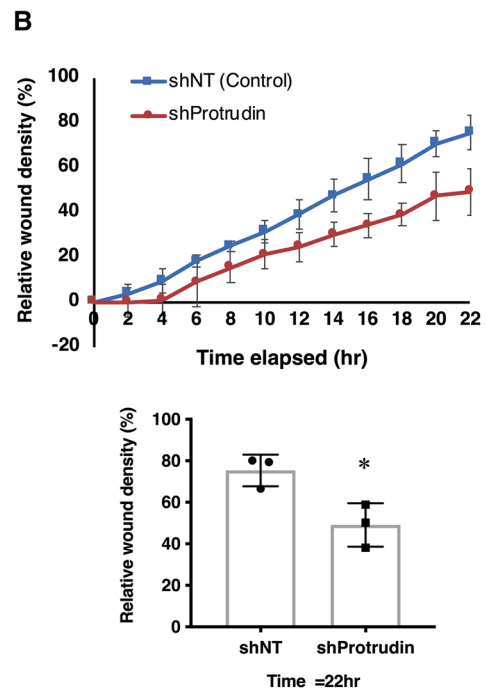 B
Relative wound density (%)
100
80
60
40
20
0
-20
shNT (Control)
shProtrudin
0 2 4 6 8 10 12 14 16 18 20 22
Time elapsed (hr)
Relative wound density (%)
100
80
60
40
20
0
*
shNT shProtrudin
Time =22hr